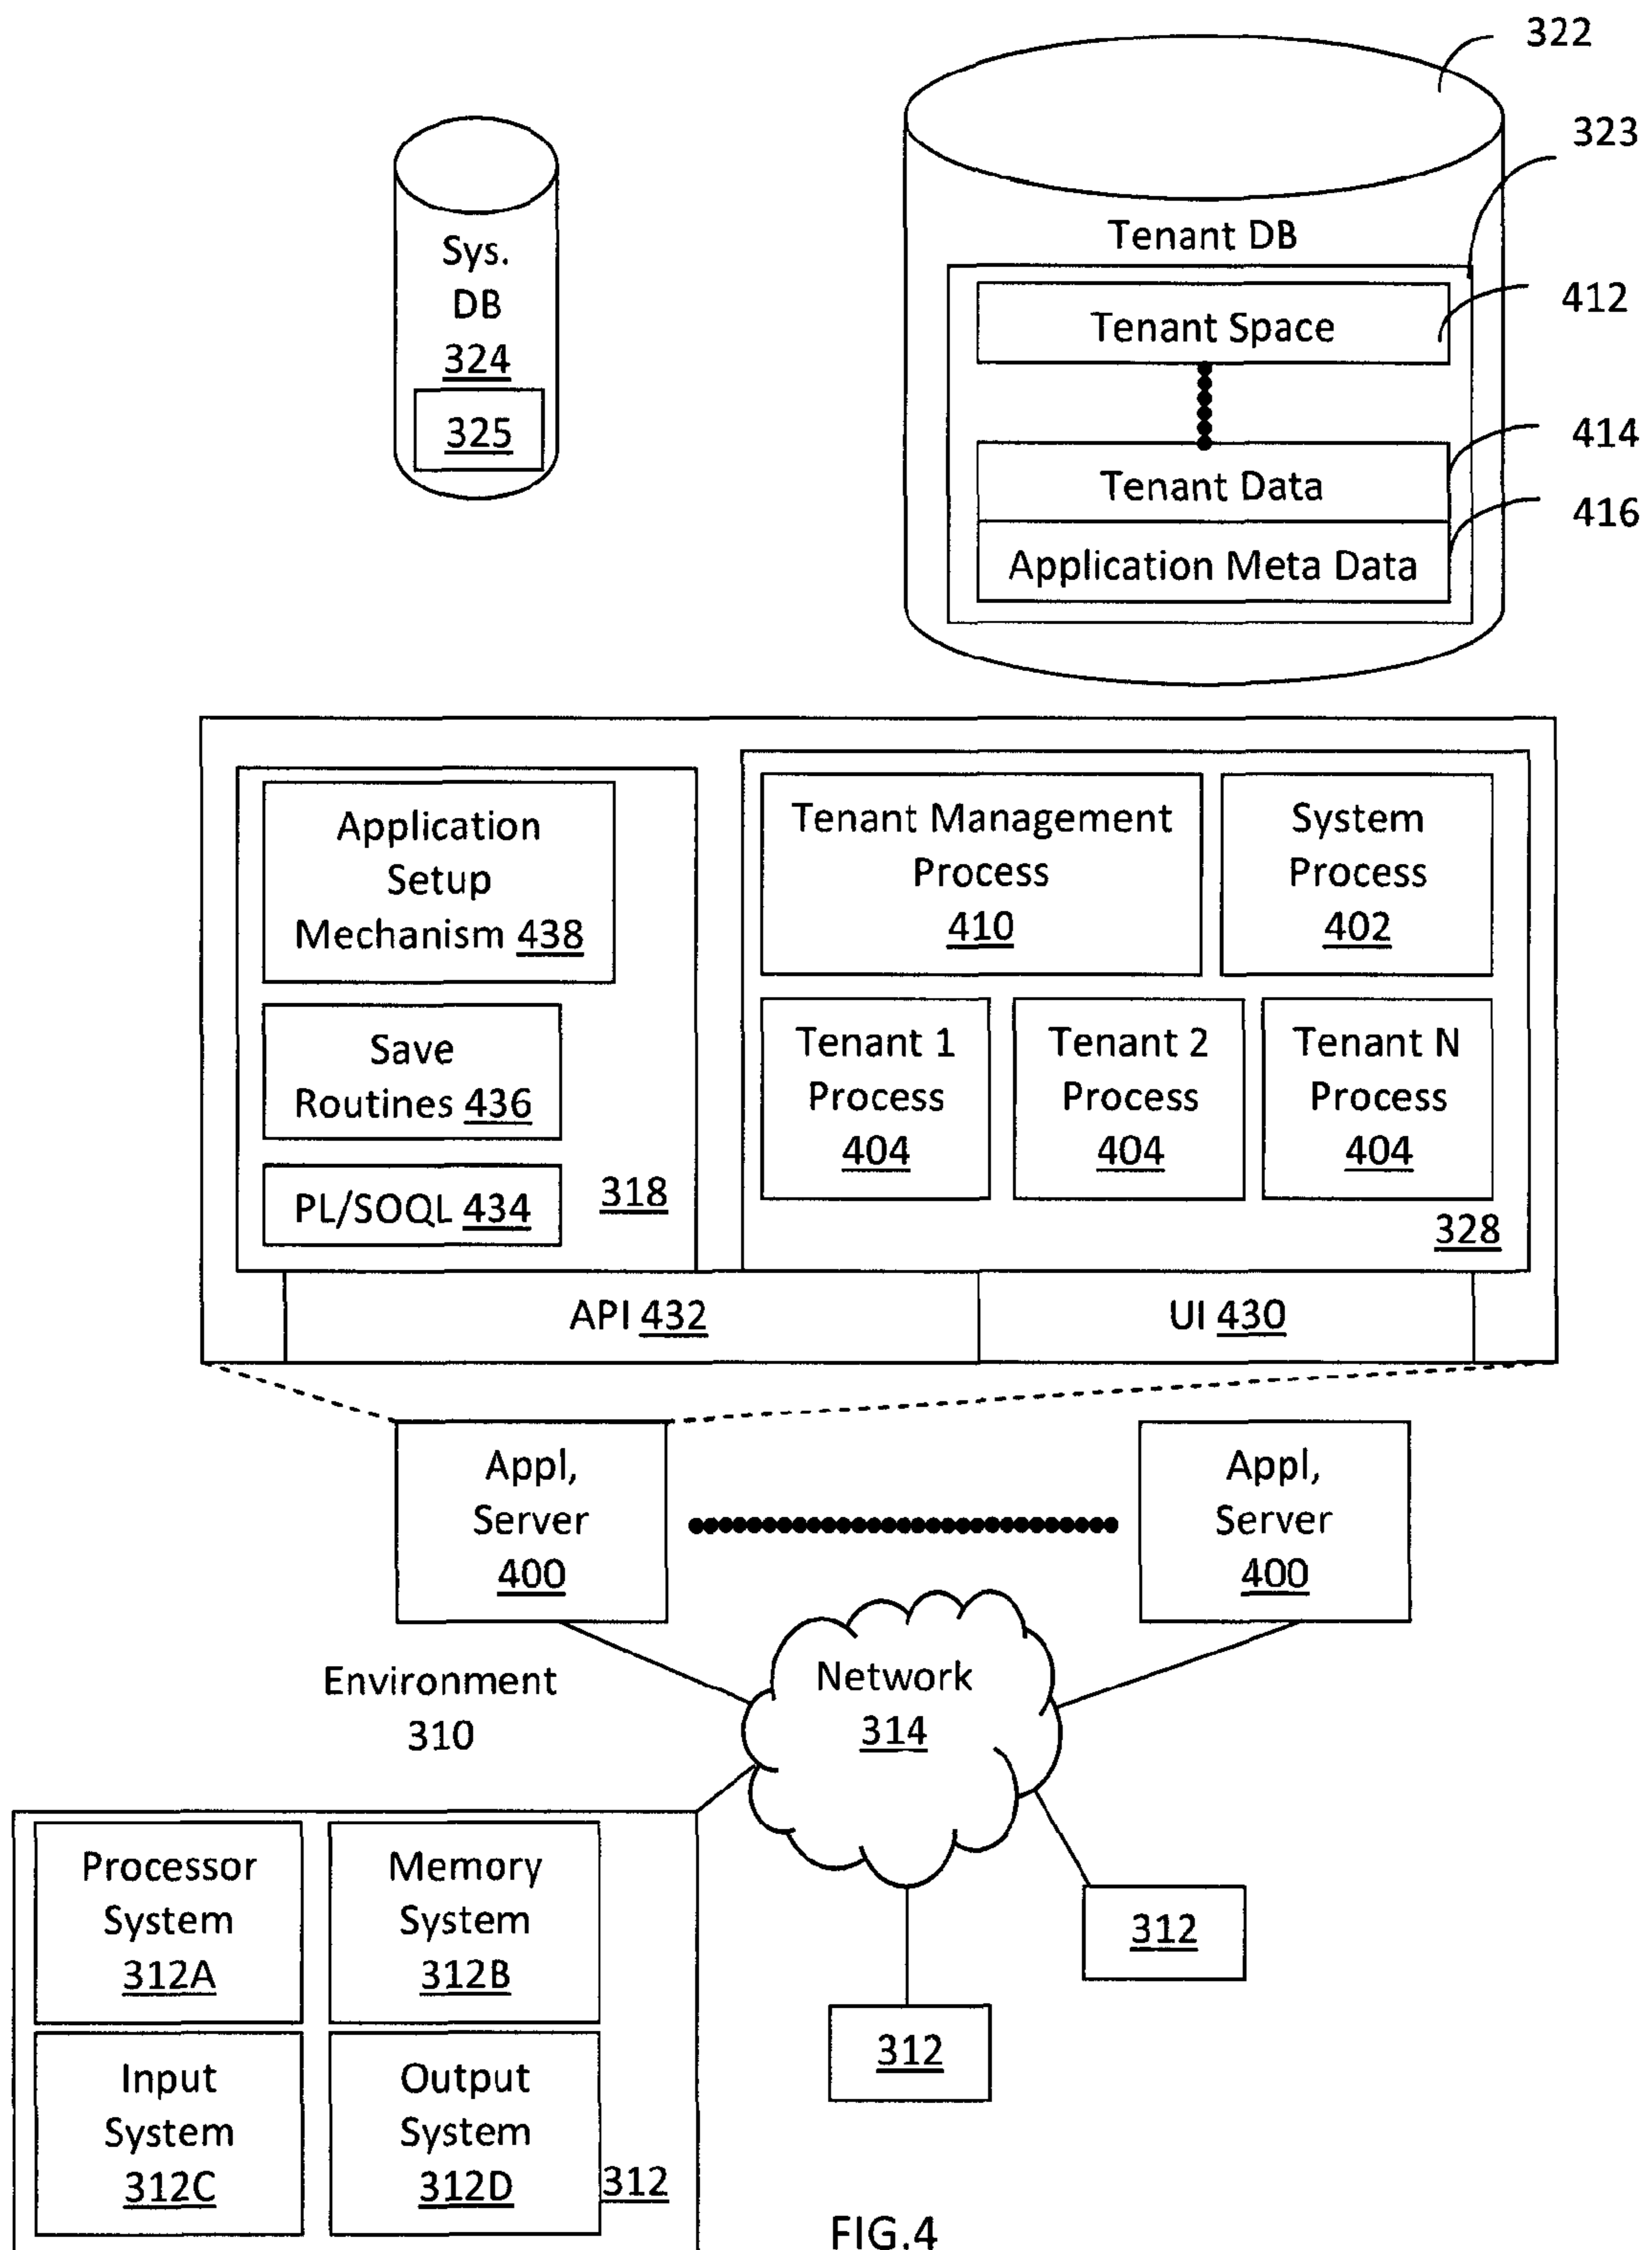 322
323
Tenant DB
Sys.
DB
324
325
Tenant Space
412
Tenant Data
414
Application Meta Data
416
Application
Setup
Mechanism 438
Save
Routines 436
PL/SOQL 434
318
Tenant Management
Process
410
System
Process
402
Tenant 1
Process
404
Tenant 2
Process
404
Tenant N
Process
404
328
API 432
UI 430
Appl,
Server
400
Appl,
Server
400
Environment
310
Network
314
Processor
System
312A
Memory
System
312B
Input
System
312C
Output
System
312D
312
312
312
FIG.4